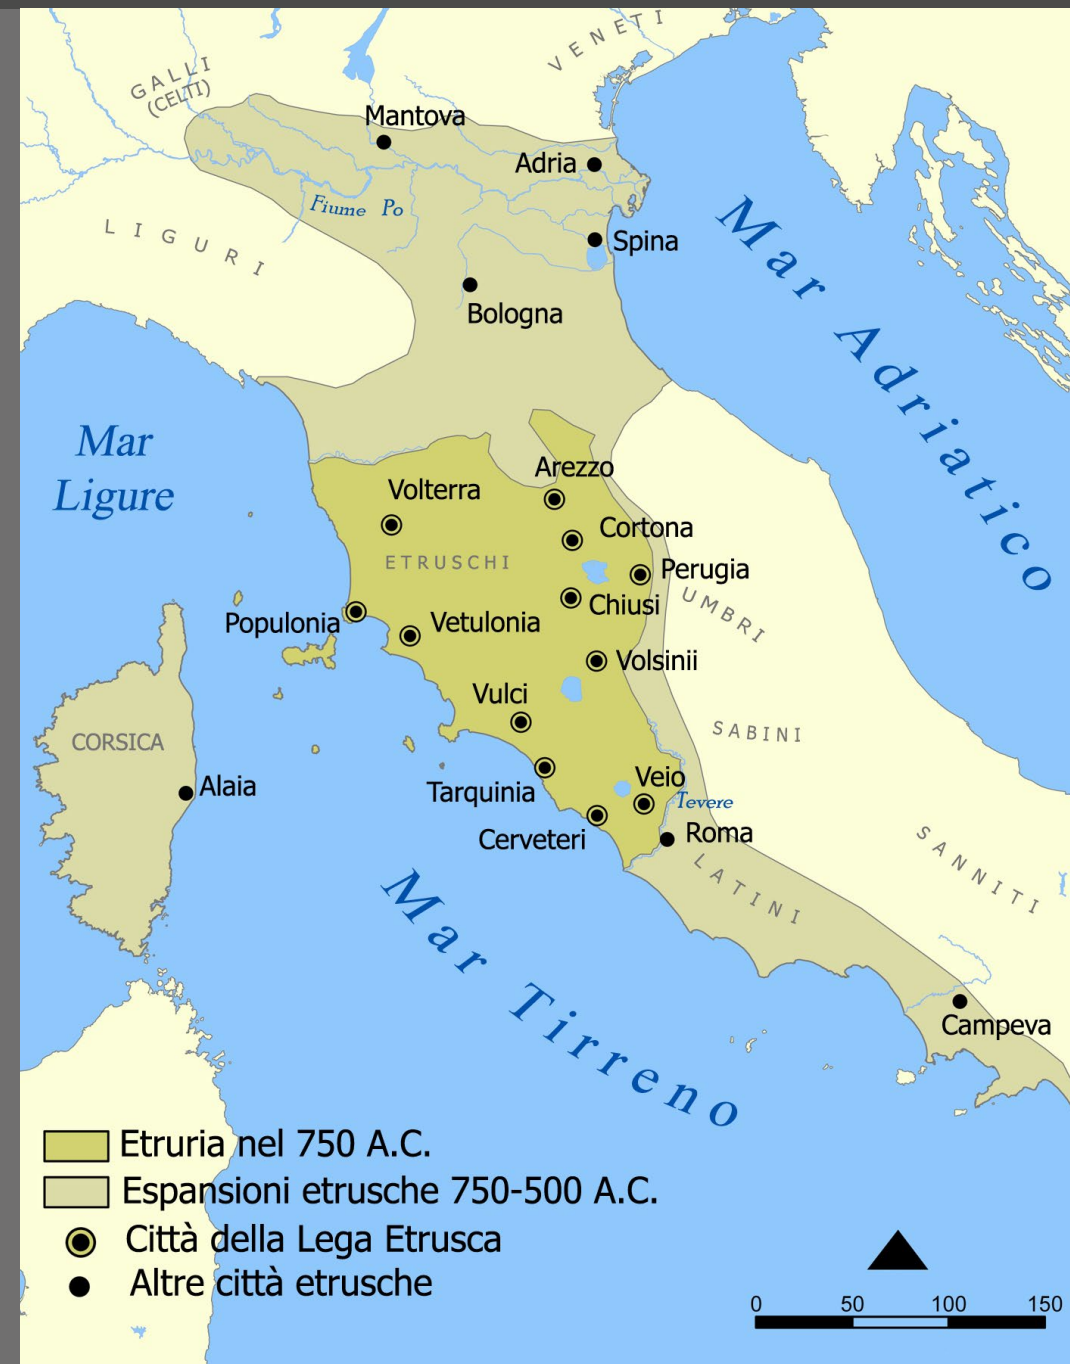 VENETI
GALLI
(CELTI)
Mantova
Adria
Fiume Po
LIGURI
Spina
Bologna
Mar Adriatico
Mar
Ligure
Arezzo
Volterra
Cortona
ETRUSCHI
Perugia
Chiusi
UMBRI
Populonia
Vetulonia
Volsinii
Vulci
SABINI
CORSICA
Alaia
Tarquinia
Veio
Tevere
Cerveteri
Roma
LATINI
SANNITI
Mar Tirreno
Campeva
Etruria nel 750 A.C.
Espansioni etrusche 750-500 A.C.
Città della Lega Etrusca
Altre città etrusche
0 50 100 150